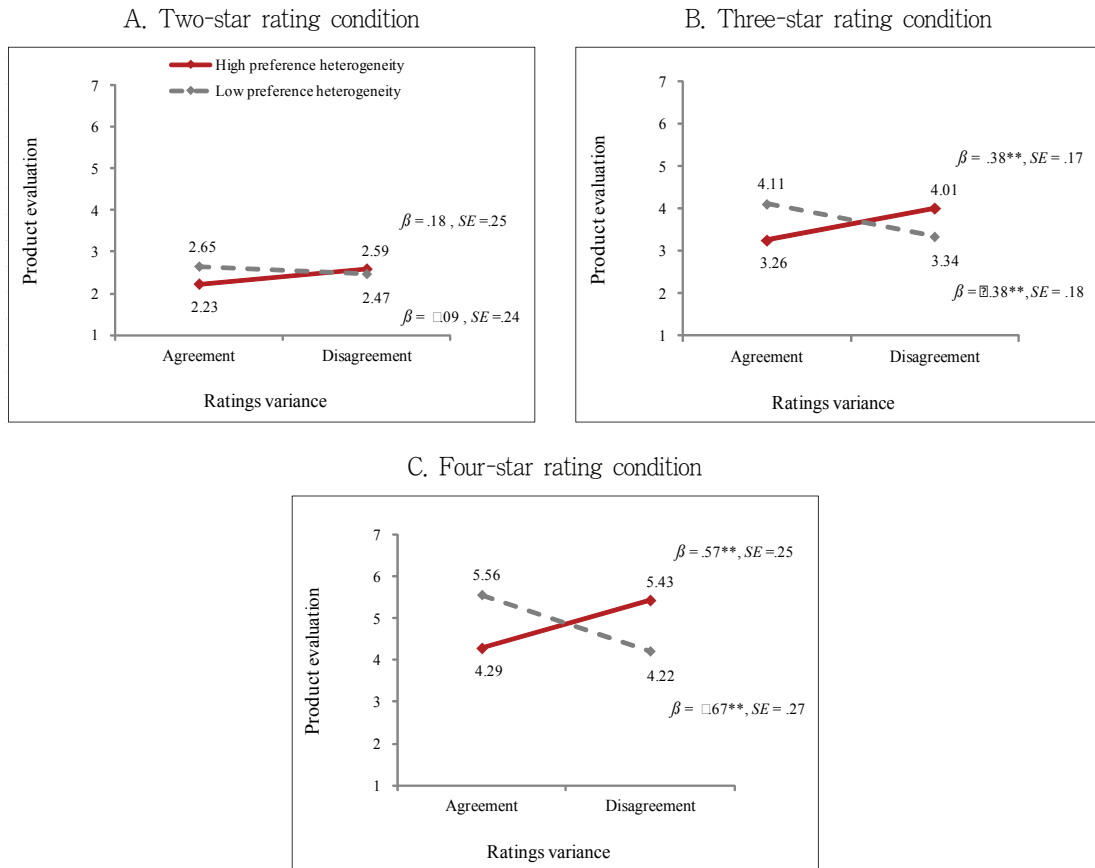 A. Two-star rating condition
High preference heterogeneity
Low preference heterogeneity
7
6
5
4
3
2
1
Product evaluation
2.65
2.23
2.59
2.47
β = .18 , SE =.25
β = □.09 , SE =.24
Agreement
Disagreement
Ratings variance
B. Three-star rating condition
7
6
5
4
3
2
1
Product evaluation
4.11
3.26
4.01
3.34
β = .38**, SE = .17
β = ⍰.38**, SE = .18
Agreement
Disagreement
Ratings variance
C. Four-star rating condition
7
6
5
4
3
2
1
Product evaluation
5.56
4.29
5.43
4.22
β = .57**, SE =.25
β = □.67**, SE = .27
Agreement
Disagreement
Ratings variance